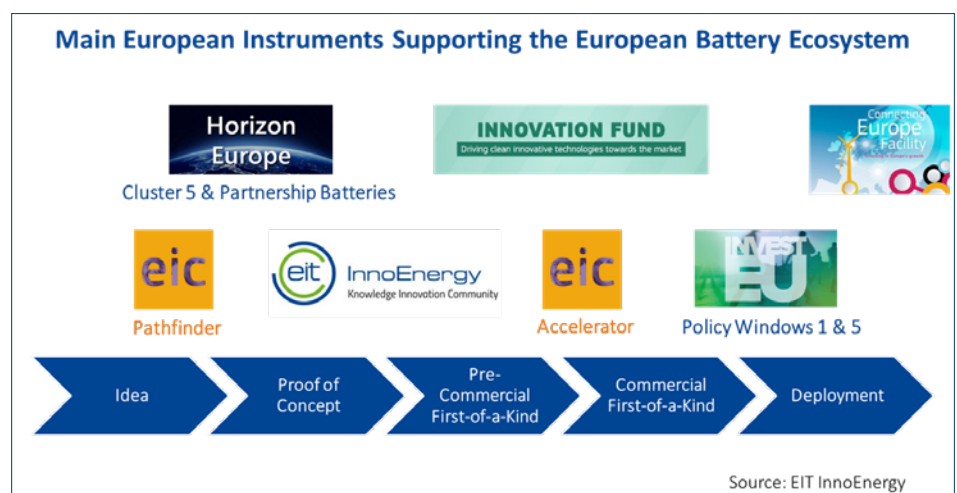 Main European Instruments Supporting the European Battery Ecosystem
Horizon
Europe
Cluster 5 & Partnership Batteries
INNOVATION FUND
Driving clean innovative technologies towards the market
Connecting
Europe
Facility
eic
Pathfinder
eit
InnoEnergy
Knowledge Innovation Community
eic
Accelerator
INVEST
EU
Policy Windows 1 & 5
Idea
Proof of
Concept
Pre-
Commercial
First-of-a-Kind
Commercial
First-of-a-Kind
Deployment
Source: EIT InnoEnergy